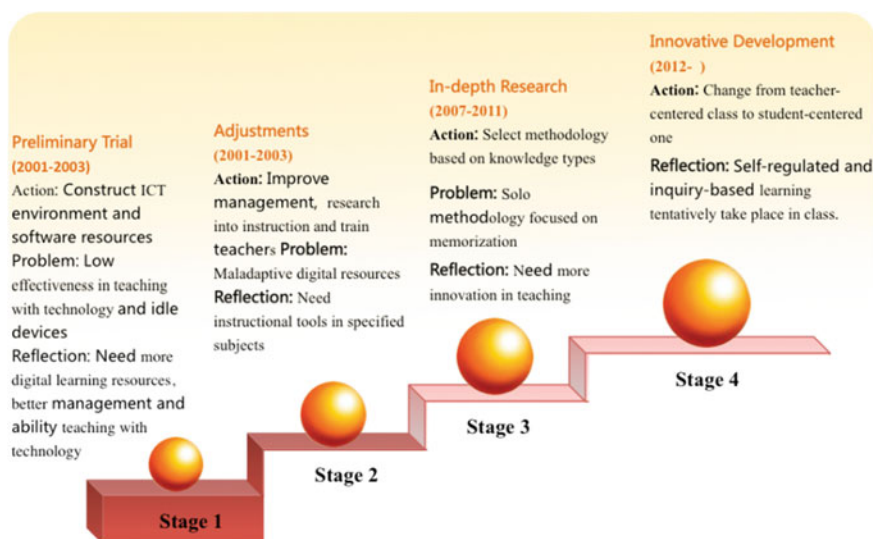 Preliminary Trial
(2001-2003)
Action: Construct ICT
environment and
software resources
Problem: Low
effectiveness in teaching
with technology and idle
devices
Reflection: Need more
digital learning resources,
better management and
ability teaching with
technology
Stage 1
Adjustments
(2001-2003)
Action: Improve
management, research
into instruction and train
teachers Problem:
Maladaptive digital resources
Reflection: Need
instructional tools in specified
subjects
Stage 2
In-depth Research
(2007-2011)
Action: Select methodology
based on knowledge types
Problem: Solo
methodology focused on
memorization
Reflection: Need more
innovation in teaching
Stage 3
Innovative Development
(2012- )
Action: Change from teacher-
centered class to student-centered
one
Reflection: Self-regulated and
inquiry-based learning
tentatively take place in class.
Stage 4